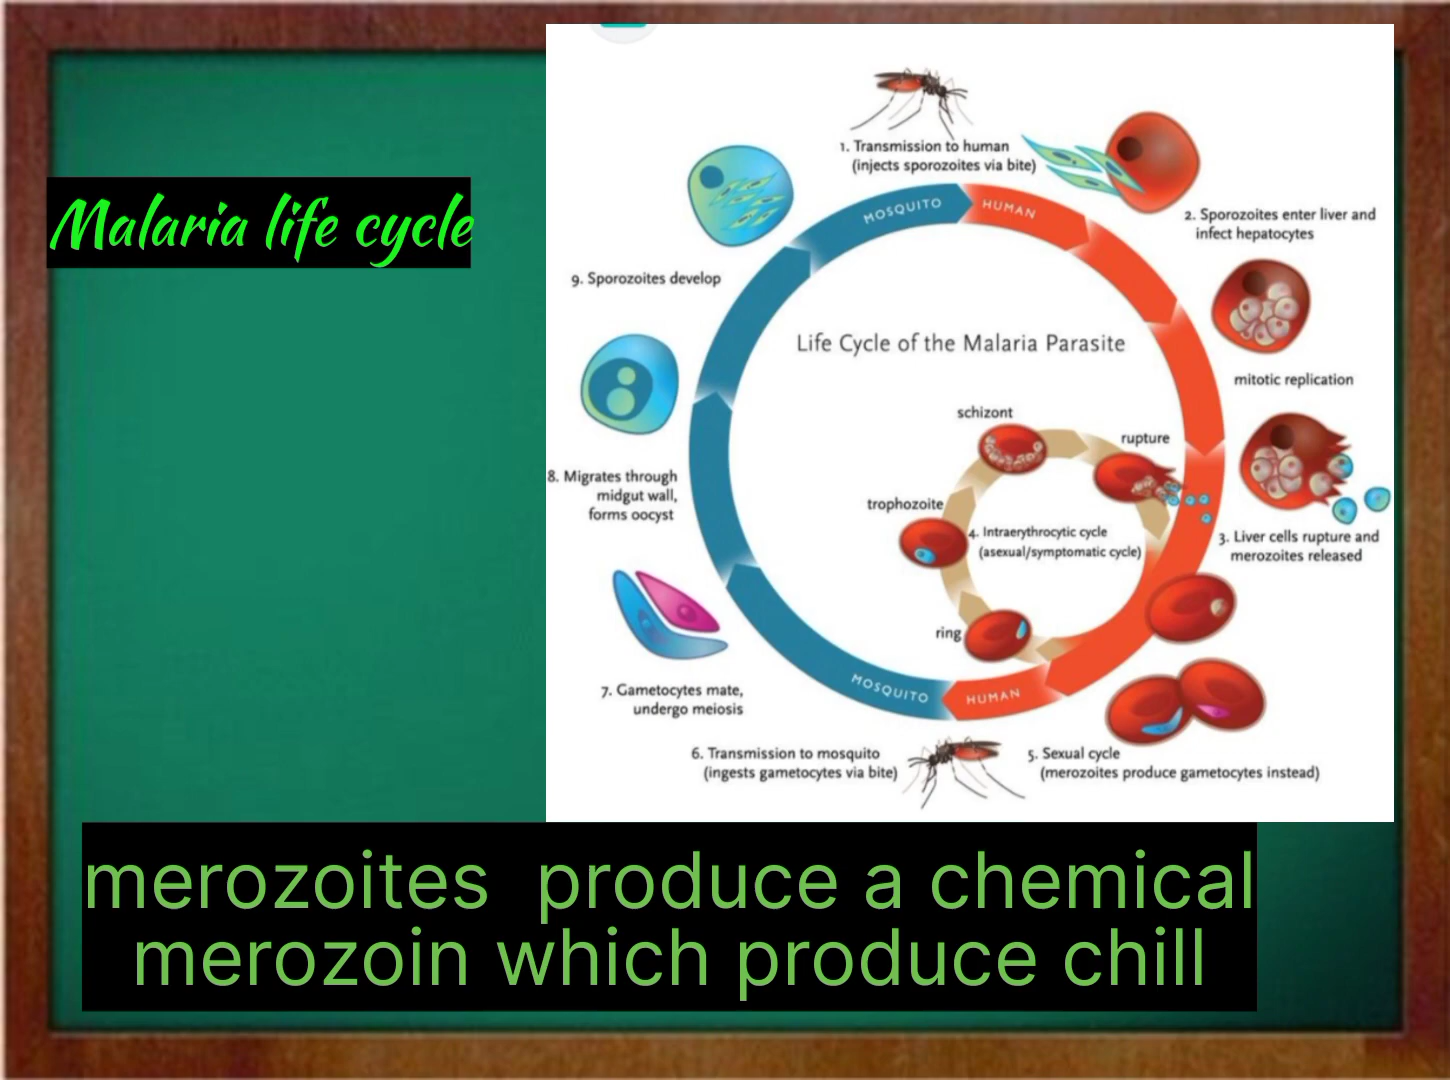 Malaria life cycle
1. Transmission to human
(injects sporozoites via bite)
MOSQUITO
HUMAN
2. Sporozoites enter liver and
infect hepatocytes
9. Sporozoites develop
Life Cycle of the Malaria Parasite
mitotic replication
schizont
rupture
8. Migrates through
midgut wall,
forms oocyst
trophozoite
4. Intraerythrocytic cycle
(asexual/symptomatic cycle)
3. Liver cells rupture and
merozoites released
ring
7. Gametocytes mate,
undergo meiosis
MOSQUITO
HUMAN
6. Transmission to mosquito
(ingests gametocytes via bite)
5. Sexual cycle
(merozoites produce gametocytes instead)
merozoites  produce a chemical
merozoin which produce chill